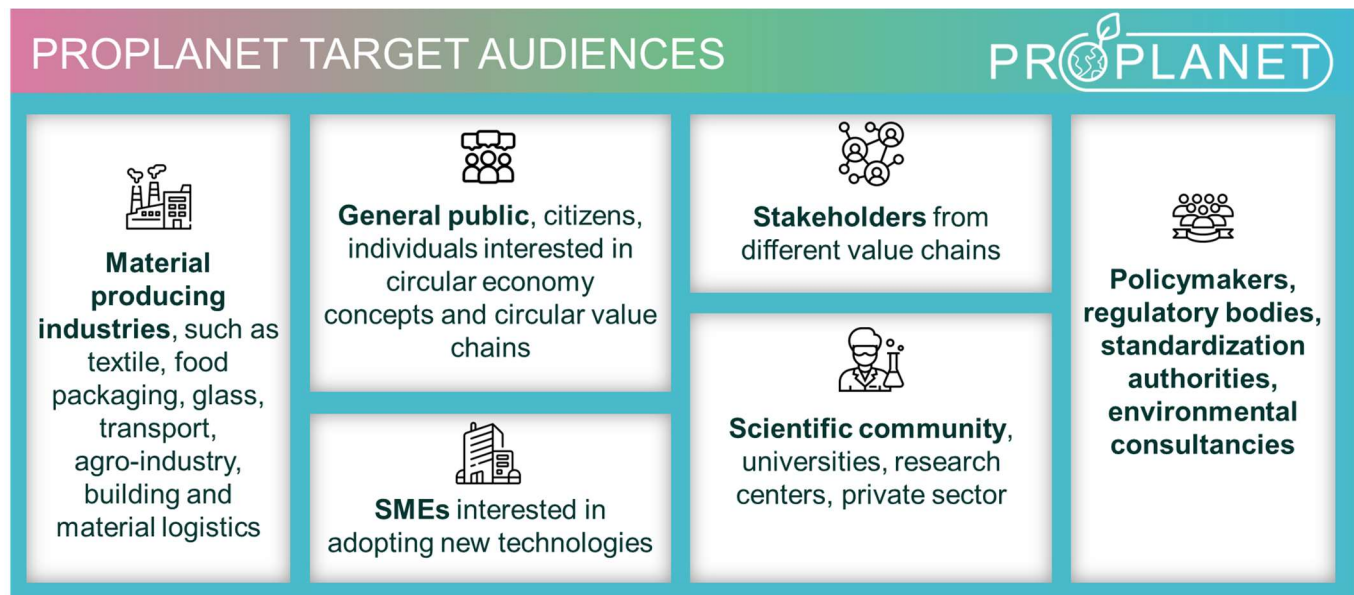 PROPLANET TARGET AUDIENCES
PROPLANET
Material
producing
industries, such as
textile, food
packaging, glass,
transport,
agro-industry,
building and
material logistics
General public, citizens,
individuals interested in
circular economy
concepts and circular value
chains
SMEs interested in
adopting new technologies
Stakeholders from
different value chains
Scientific community,
universities, research
centers, private sector
Policymakers,
regulatory bodies,
standardization
authorities,
environmental
consultancies